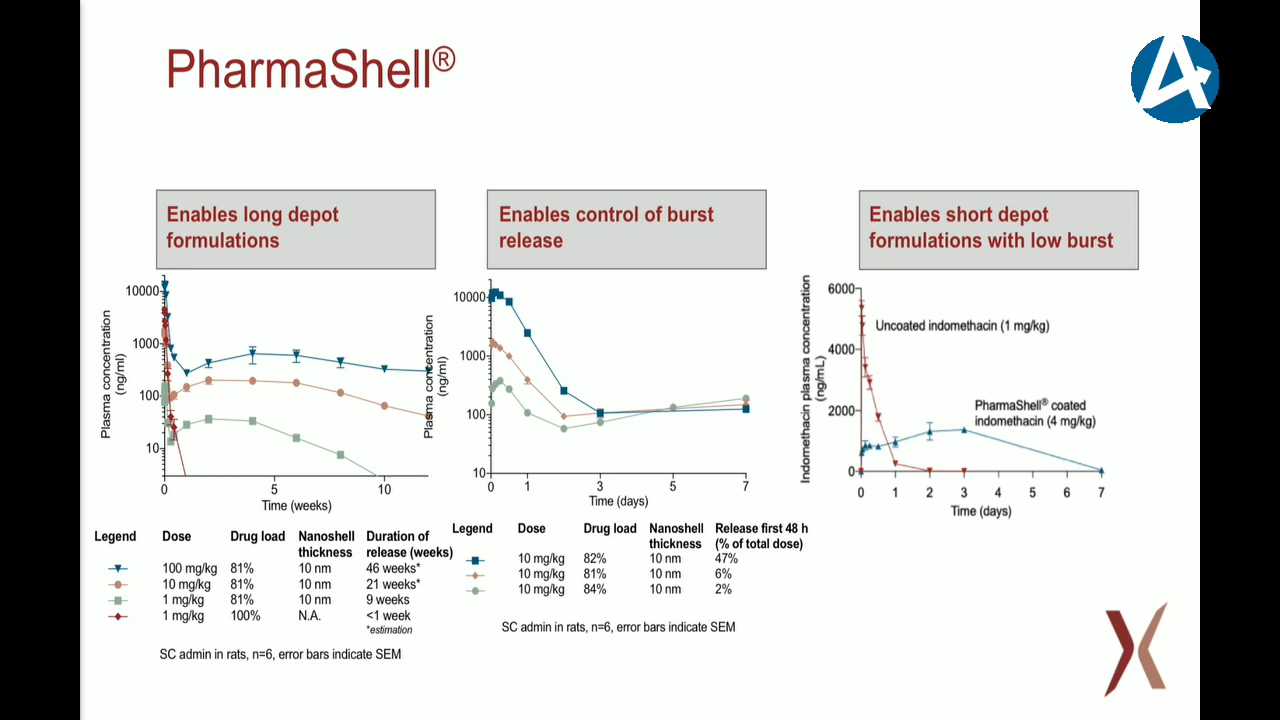 PharmaShell®
Enables long depot
formulations
Plasma concentration
(ng/ml)
10000
1000
100
10
0 5 10
Time (weeks)
Legend Dose Drug load Nanoshell thickness Duration of release (weeks)
100 mg/kg 81% 10 nm 46 weeks*
10 mg/kg 81% 10 nm 21 weeks*
1 mg/kg 81% 10 nm 9 weeks
1 mg/kg 100% N.A. <1 week
*estimation
SC admin in rats, n=6, error bars indicate SEM
Enables control of burst
release
Plasma concentration
(ng/ml)
10000
1000
100
10
0 1 3 5 7
Time (days)
Legend Dose Drug load Nanoshell thickness Release first 48 h (% of total dose)
10 mg/kg 82% 10 nm 47%
10 mg/kg 81% 10 nm 6%
10 mg/kg 84% 10 nm 2%
SC admin in rats, n=6, error bars indicate SEM
Enables short depot
formulations with low burst
Indomethacin plasma concentration
(ng/mL)
6000
4000
2000
0
Uncoated indomethacin (1 mg/kg)
PharmaShell® coated
indomethacin (4 mg/kg)
0 1 2 3 4 5 6 7
Time (days)